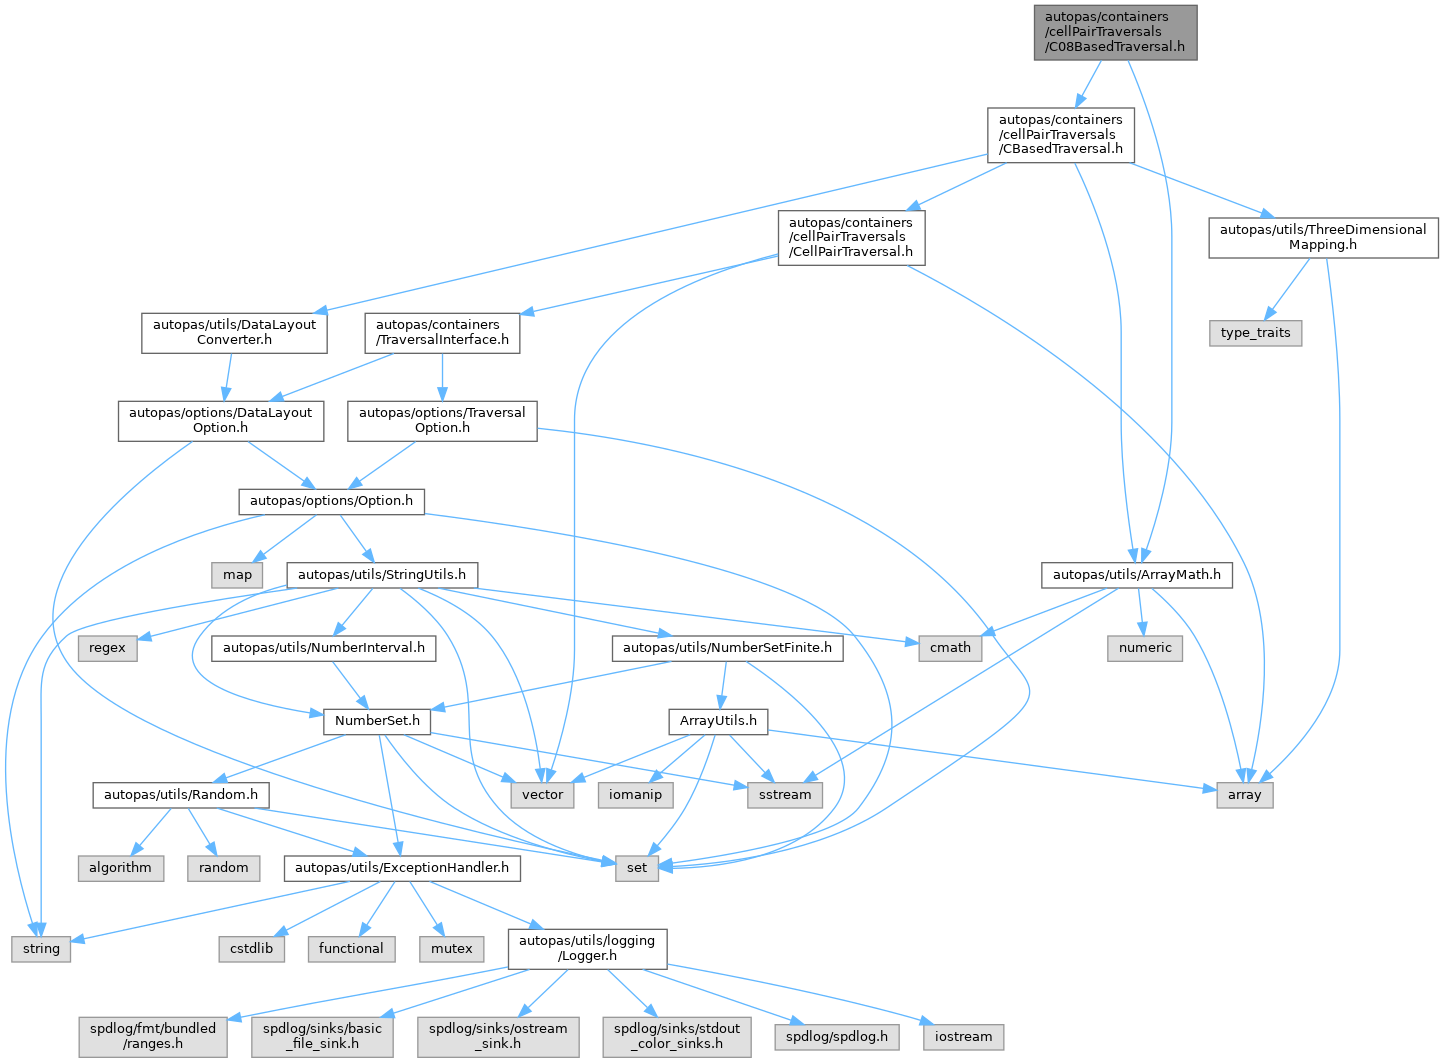 autopas/containers
/cellPairTraversals
/C08BasedTraversal.h
autopas/containers
/cellPairTraversals
/CBasedTraversal.h
autopas/containers
/cellPairTraversals
/CellPairTraversal.h
autopas/utils/ThreeDimensional
Mapping.h
autopas/utils/DataLayout
Converter.h
autopas/containers
/TraversalInterface.h
type_traits
autopas/options/DataLayout
Option.h
autopas/options/Traversal
Option.h
autopas/options/Option.h
map
autopas/utils/StringUtils.h
autopas/utils/ArrayMath.h
regex
autopas/utils/NumberInterval.h
autopas/utils/NumberSetFinite.h
cmath
numeric
NumberSet.h
ArrayUtils.h
autopas/utils/Random.h
vector
iomanip
sstream
array
algorithm
random
autopas/utils/ExceptionHandler.h
set
string
cstdlib
functional
mutex
autopas/utils/logging
/Logger.h
spdlog/fmt/bundled
/ranges.h
spdlog/sinks/basic
_file_sink.h
spdlog/sinks/ostream
_sink.h
spdlog/sinks/stdout
_color_sinks.h
spdlog/spdlog.h
iostream